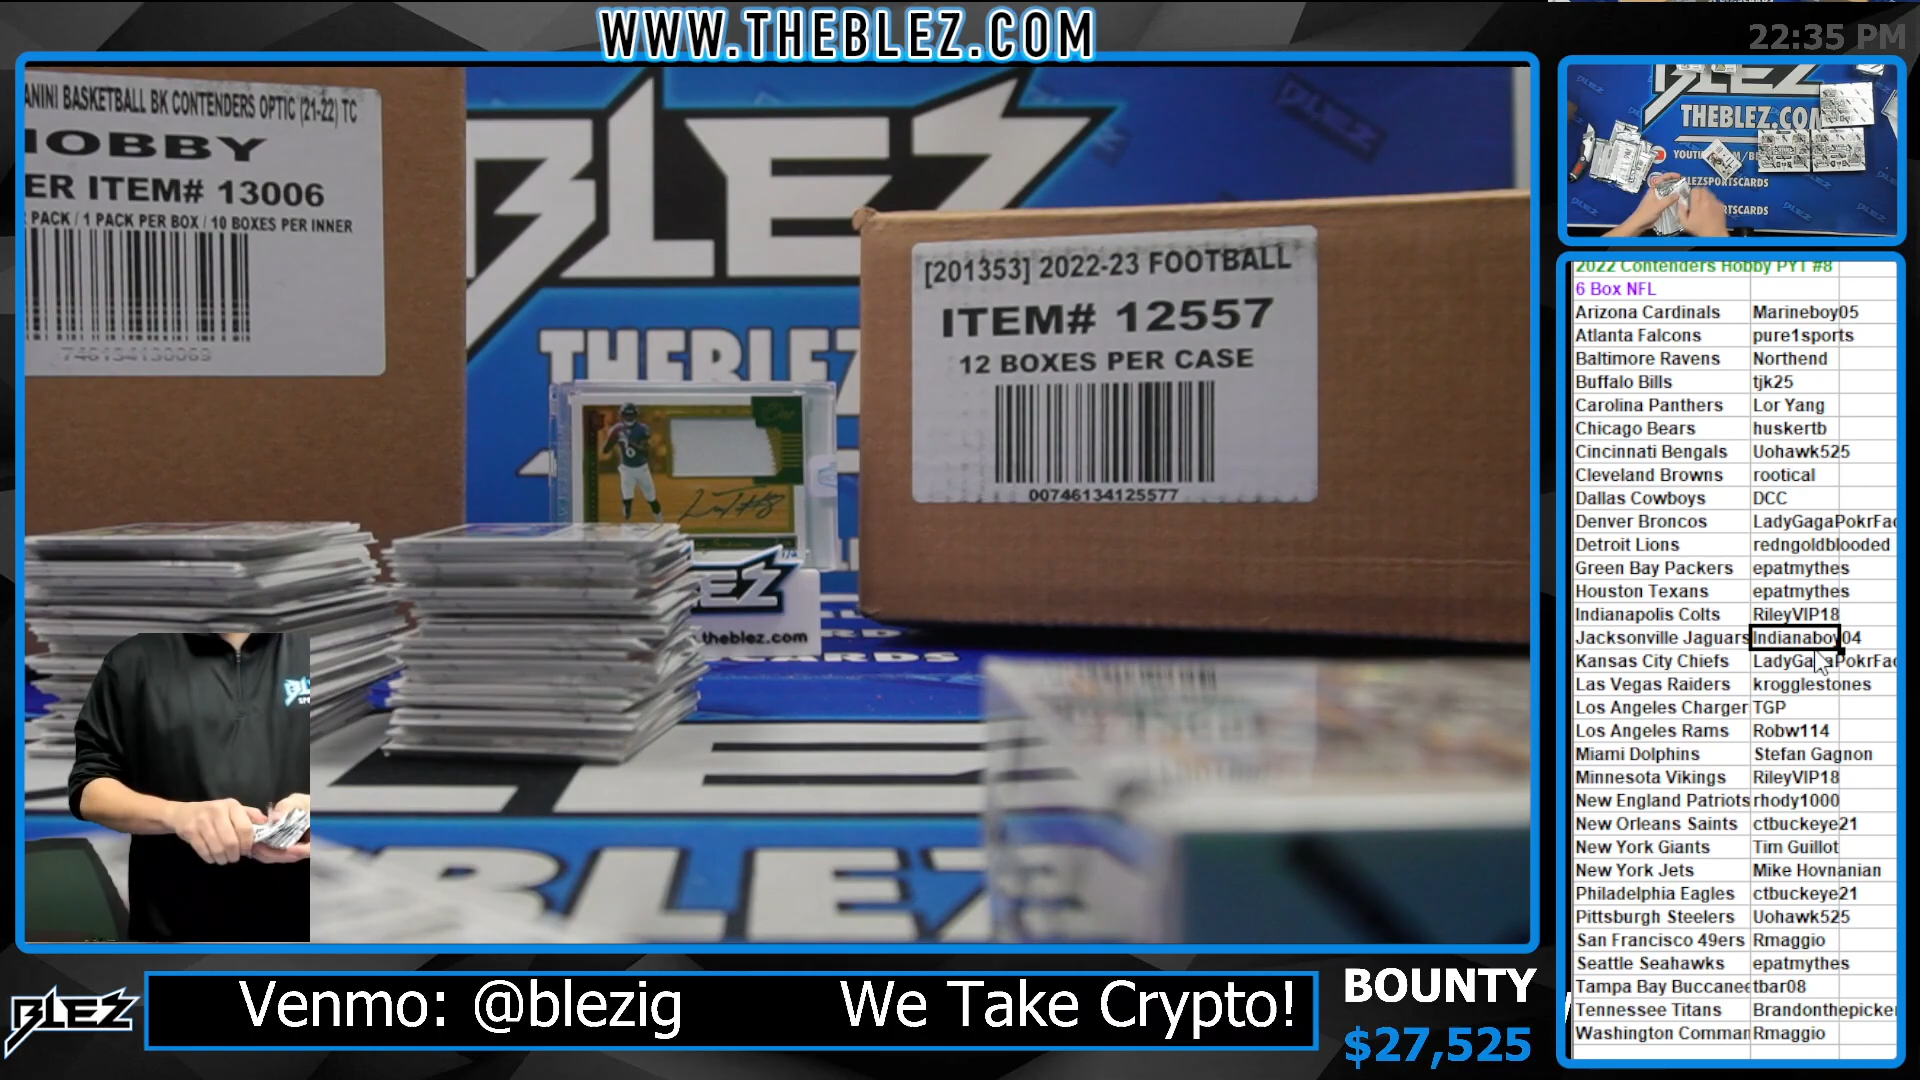 WWW.THEBLEZ.COM
22:35 PM
ANINI BASKETBALL BK CONTENDERS OPTIC (21-22) TC
HOBBY
ER ITEM# 13006
PACK / 1 PACK PER BOX / 10 BOXES PER INNER
BLEZ
THEBLEZ
[201353] 2022-23 FOOTBALL
ITEM# 12557
12 BOXES PER CASE
00746134125577
theblez.com
CARDS
BLEZ
THEBLEZ.COM
2022 Contenders Hobby PYT #8
6 Box NFL
Arizona Cardinals Marineboy05
Atlanta Falcons pure1sports
Baltimore Ravens Northend
Buffalo Bills tjk25
Carolina Panthers Lor Yang
Chicago Bears huskertb
Cincinnati Bengals Uohawk525
Cleveland Browns rootical
Dallas Cowboys DCC
Denver Broncos LadyGagaPokrFac
Detroit Lions redngoldblooded
Green Bay Packers epatmythes
Houston Texans epatmythes
Indianapolis Colts RileyVIP18
Jacksonville Jaguars Indianaboy04
Kansas City Chiefs LadyGagaPokrFac
Las Vegas Raiders krogglestones
Los Angeles Charger TGP
Los Angeles Rams Robw114
Miami Dolphins Stefan Gagnon
Minnesota Vikings RileyVIP18
New England Patriots rhody1000
New Orleans Saints ctbuckeye21
New York Giants Tim Guillot
New York Jets Mike Hovnanian
Philadelphia Eagles ctbuckeye21
Pittsburgh Steelers Uohawk525
San Francisco 49ers Rmaggio
Seattle Seahawks epatmythes
Tampa Bay Buccanee tbar08
Tennessee Titans Brandonthepicke
Washington Comman Rmaggio
BLEZ
Venmo: @blezig We Take Crypto!
BOUNTY
$27,525